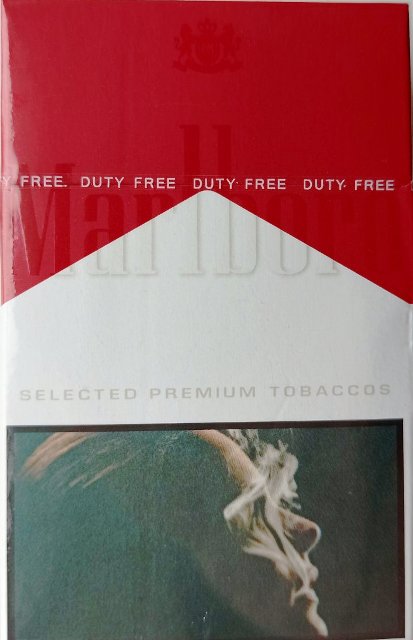 Y FREE. DUTY FREE DUTY FREE DUTY FREE
Marlboro
SELECTED PREMIUM TOBACCOS